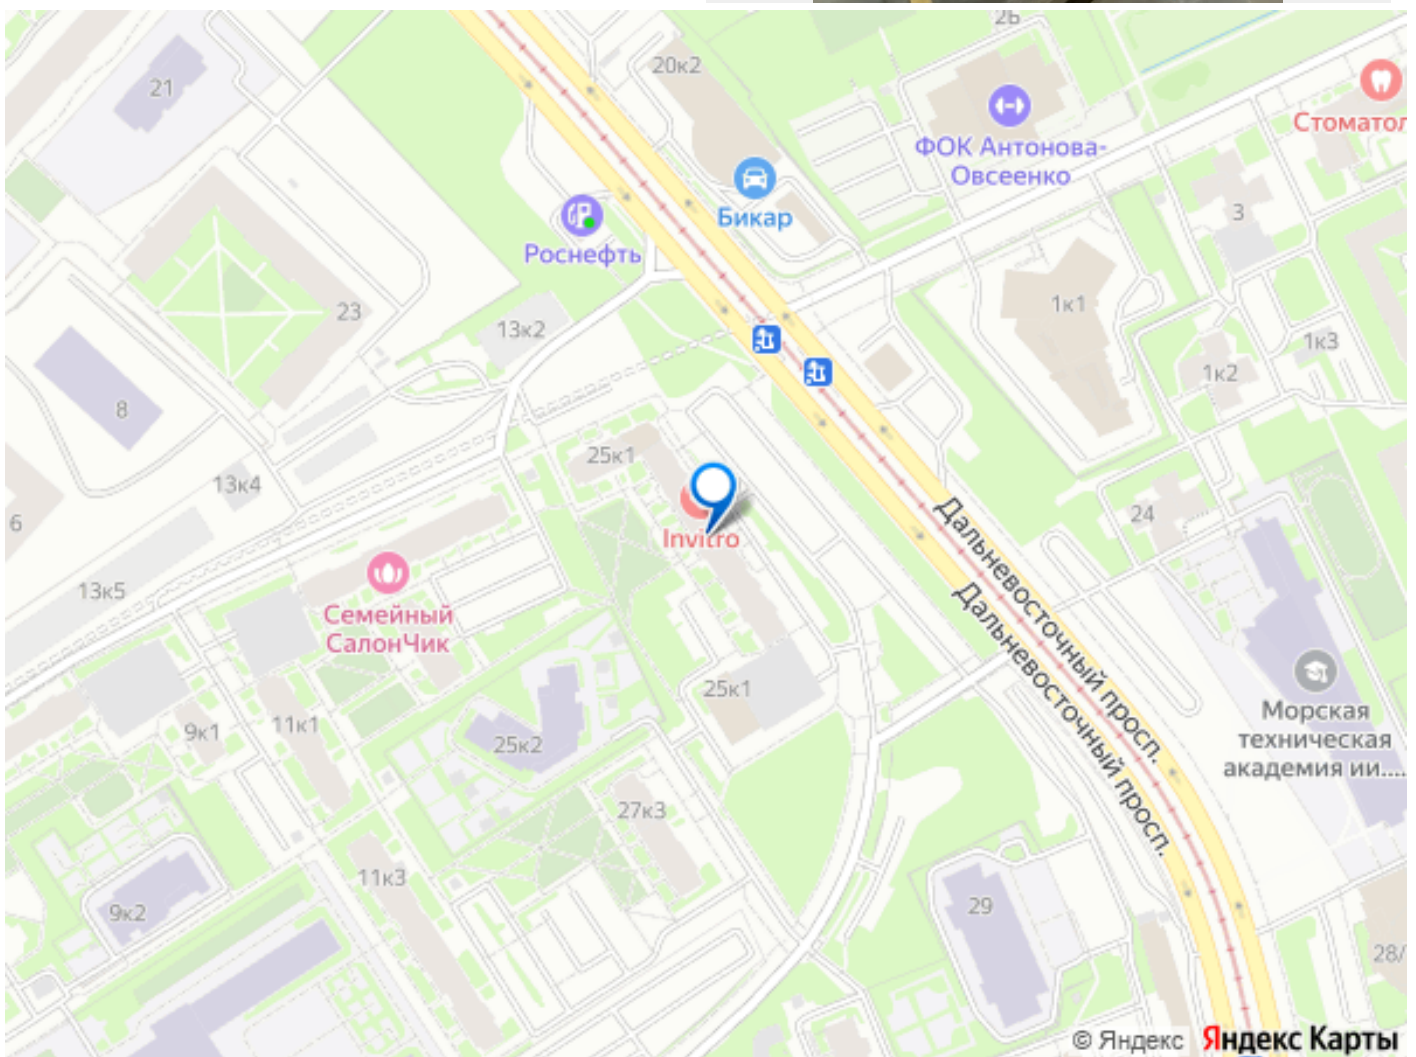 2Б
21
20к2
Стоматол
ФОК Антонова-
Овсеенко
Бикар
3
Роснефть
1к1
23
13к2
1к3
1к2
8
25к1
13к4
6
24
Invitro
Дальневосточный просп.
Дальневосточный просп.
13к5
Семейный
СалонЧик
25к1
Морская
техническая
академия ии....
9к1
11к1
25к2
27к3
11к3
9к2
29
28/
© Яндекс Яндекс Карты